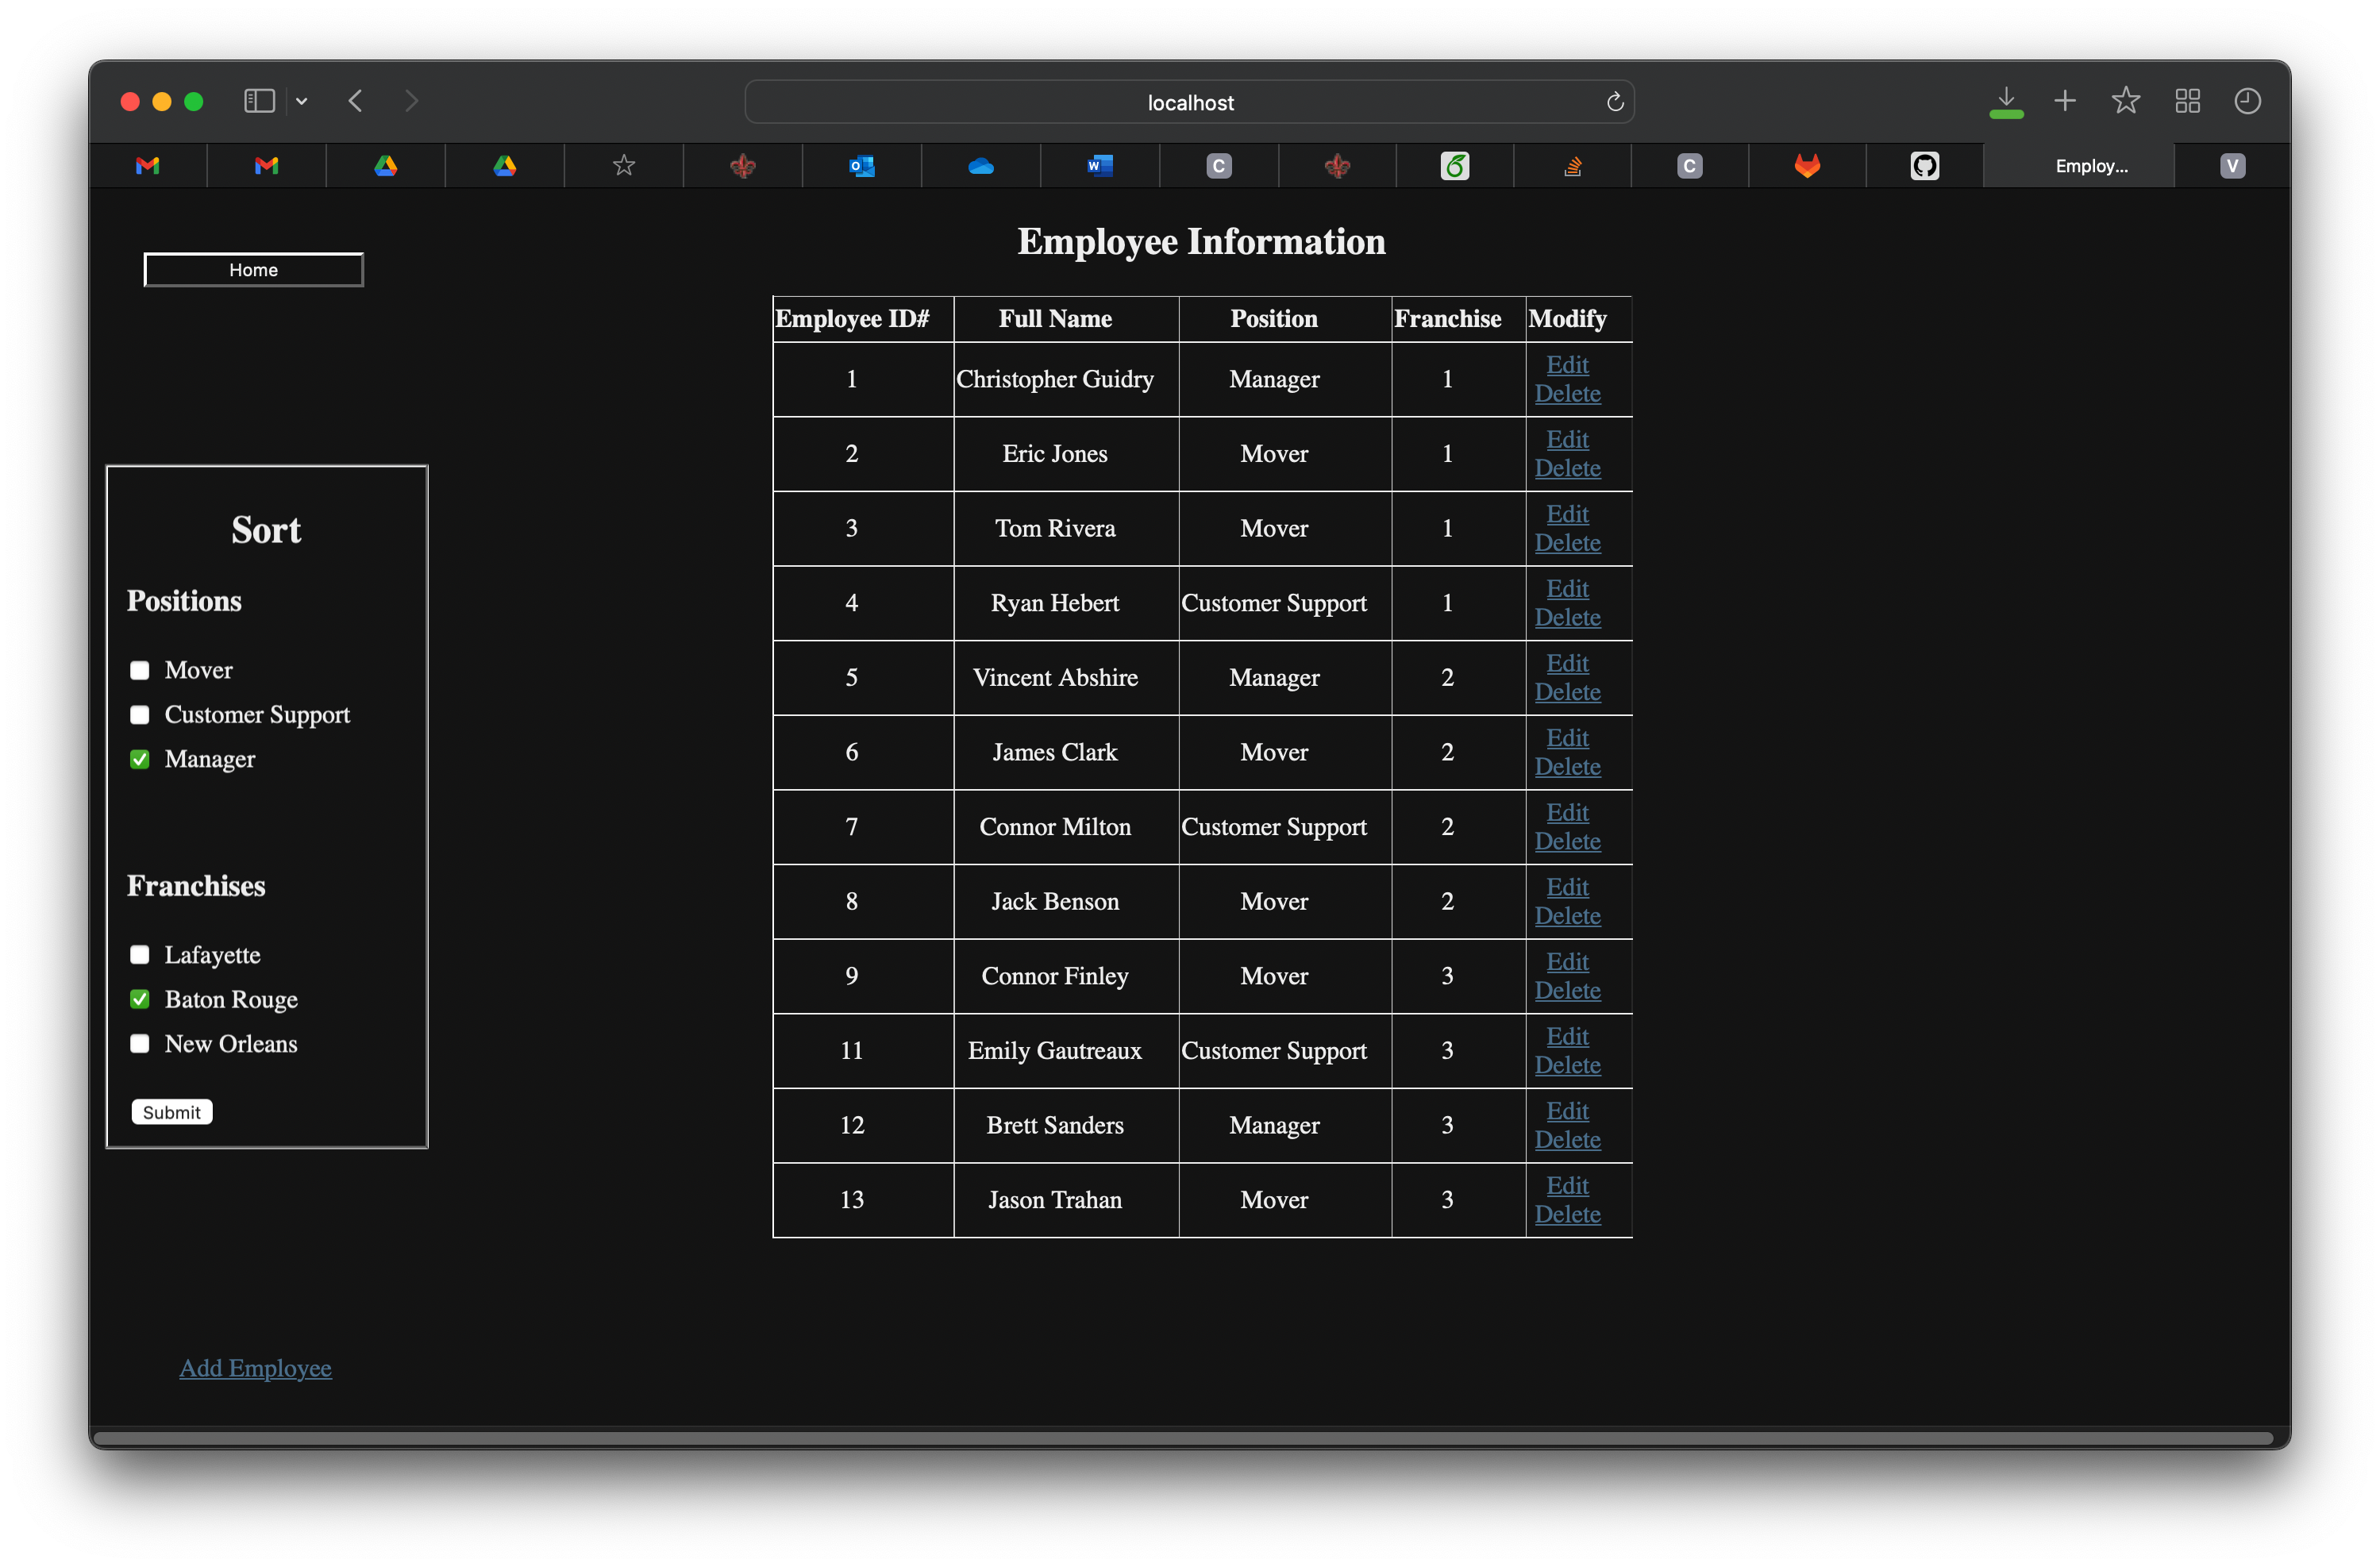 localhost
Employ...
V
C
C
Home
Employee Information
Employee ID# Full Name Position Franchise Modify
1 Christopher Guidry Manager 1 Edit Delete
2 Eric Jones Mover 1 Edit Delete
3 Tom Rivera Mover 1 Edit Delete
4 Ryan Hebert Customer Support 1 Edit Delete
5 Vincent Abshire Manager 2 Edit Delete
6 James Clark Mover 2 Edit Delete
7 Connor Milton Customer Support 2 Edit Delete
8 Jack Benson Mover 2 Edit Delete
9 Connor Finley Mover 3 Edit Delete
11 Emily Gautreaux Customer Support 3 Edit Delete
12 Brett Sanders Manager 3 Edit Delete
13 Jason Trahan Mover 3 Edit Delete
Sort
Positions
Mover
Customer Support
Manager
Franchises
Lafayette
Baton Rouge
New Orleans
Submit
Add Employee